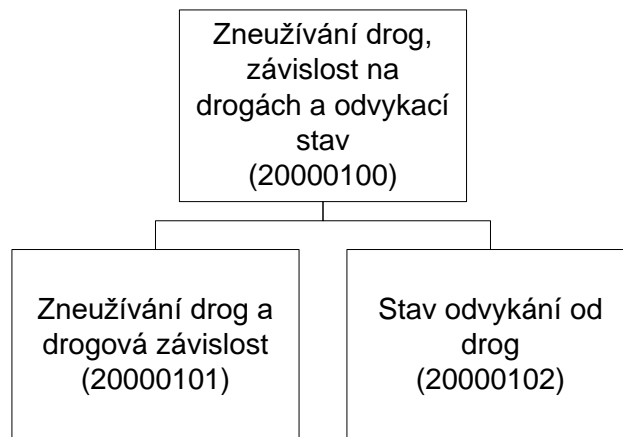 Zneužívání drog,
závislost na
drogách a odvykací
stav
(20000100)
Zneužívání drog a
drogová závislost
(20000101)
Stav odvykání od
drog
(20000102)